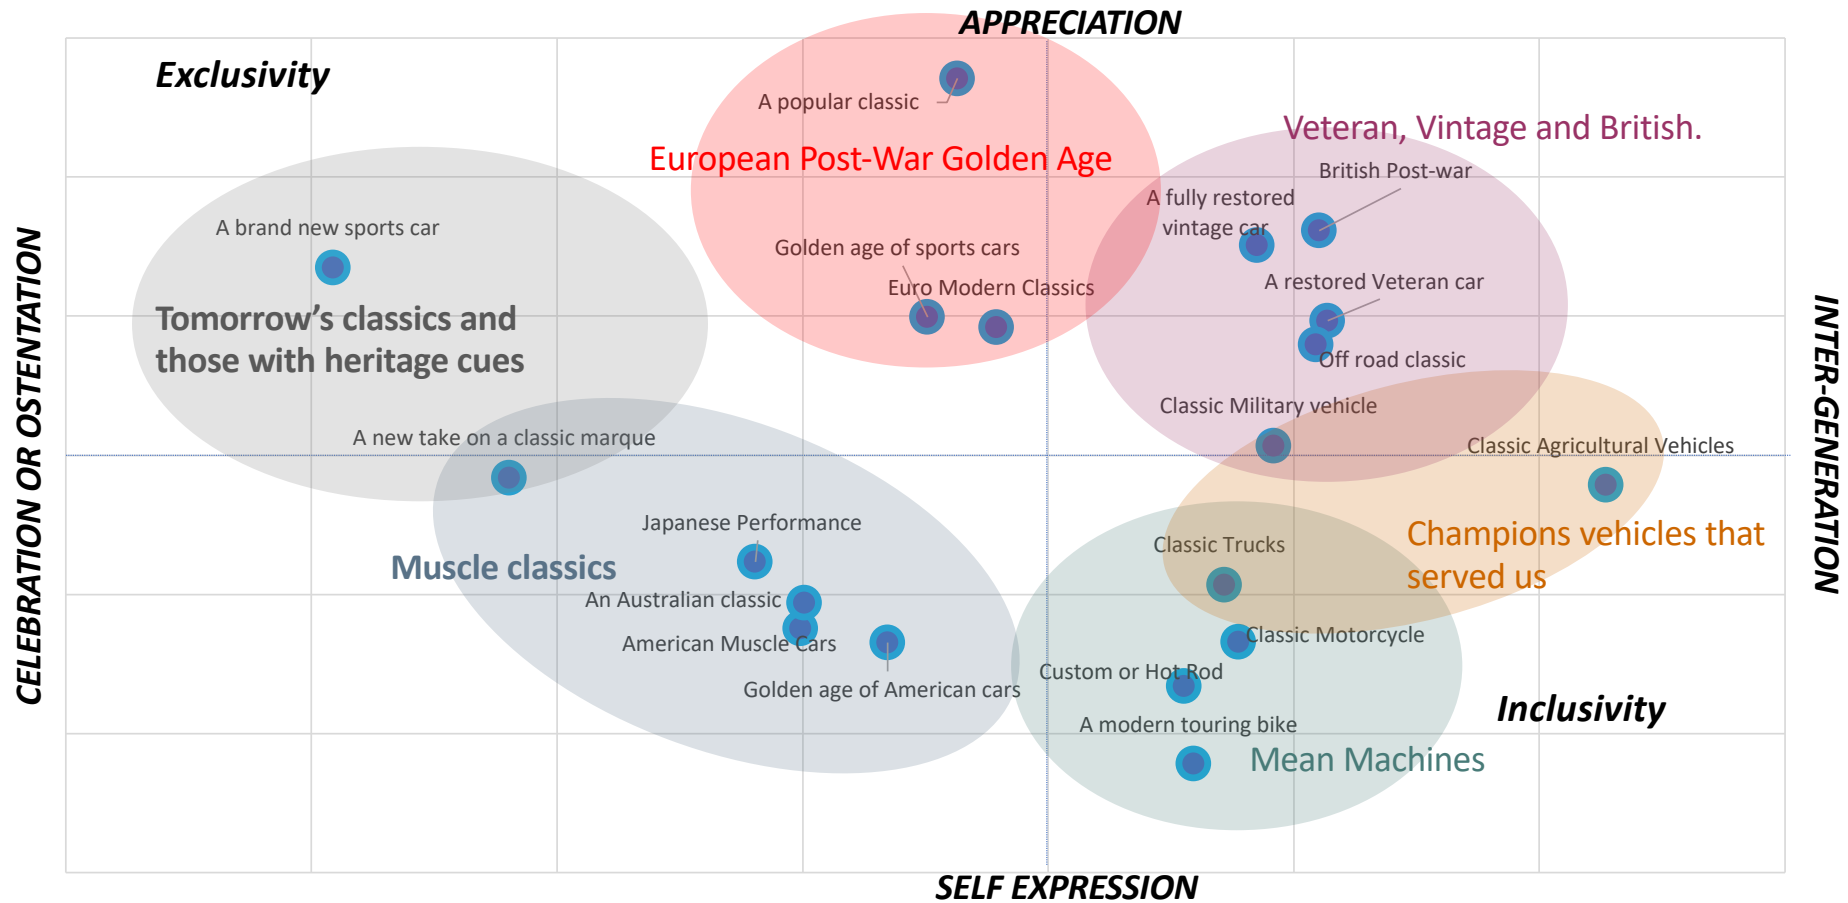 APPRECIATION
Exclusivity
A popular classic
Veteran, Vintage and British.
European Post-War Golden Age
British Post-war
A fully restored
vintage car
A brand new sports car
Golden age of sports cars
Euro Modern Classics
A restored Veteran car
Tomorrow’s classics and
those with heritage cues
Off road classic
CELEBRATION OR OSTENTATION
INTER-GENERATION
Classic Military vehicle
A new take on a classic marque
Classic Agricultural Vehicles
Japanese Performance
Classic Trucks
Champions vehicles that
served us
Muscle classics
An Australian classic
American Muscle Cars
Classic Motorcycle
Custom or Hot Rod
Golden age of American cars
Inclusivity
A modern touring bike
Mean Machines
SELF EXPRESSION